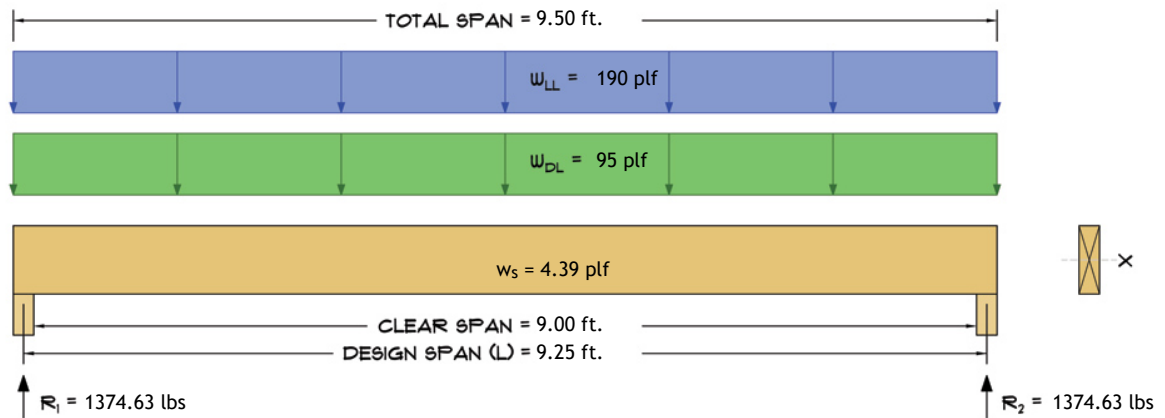 TOTAL SPAN = 9.50 ft.
WLL = 190 plf
WDL = 95 plf
ws = 4.39 plf
X
CLEAR SPAN = 9.00 ft.
DESIGN SPAN (L) = 9.25 ft.
R1 = 1374.63 lbs
R2 = 1374.63 lbs